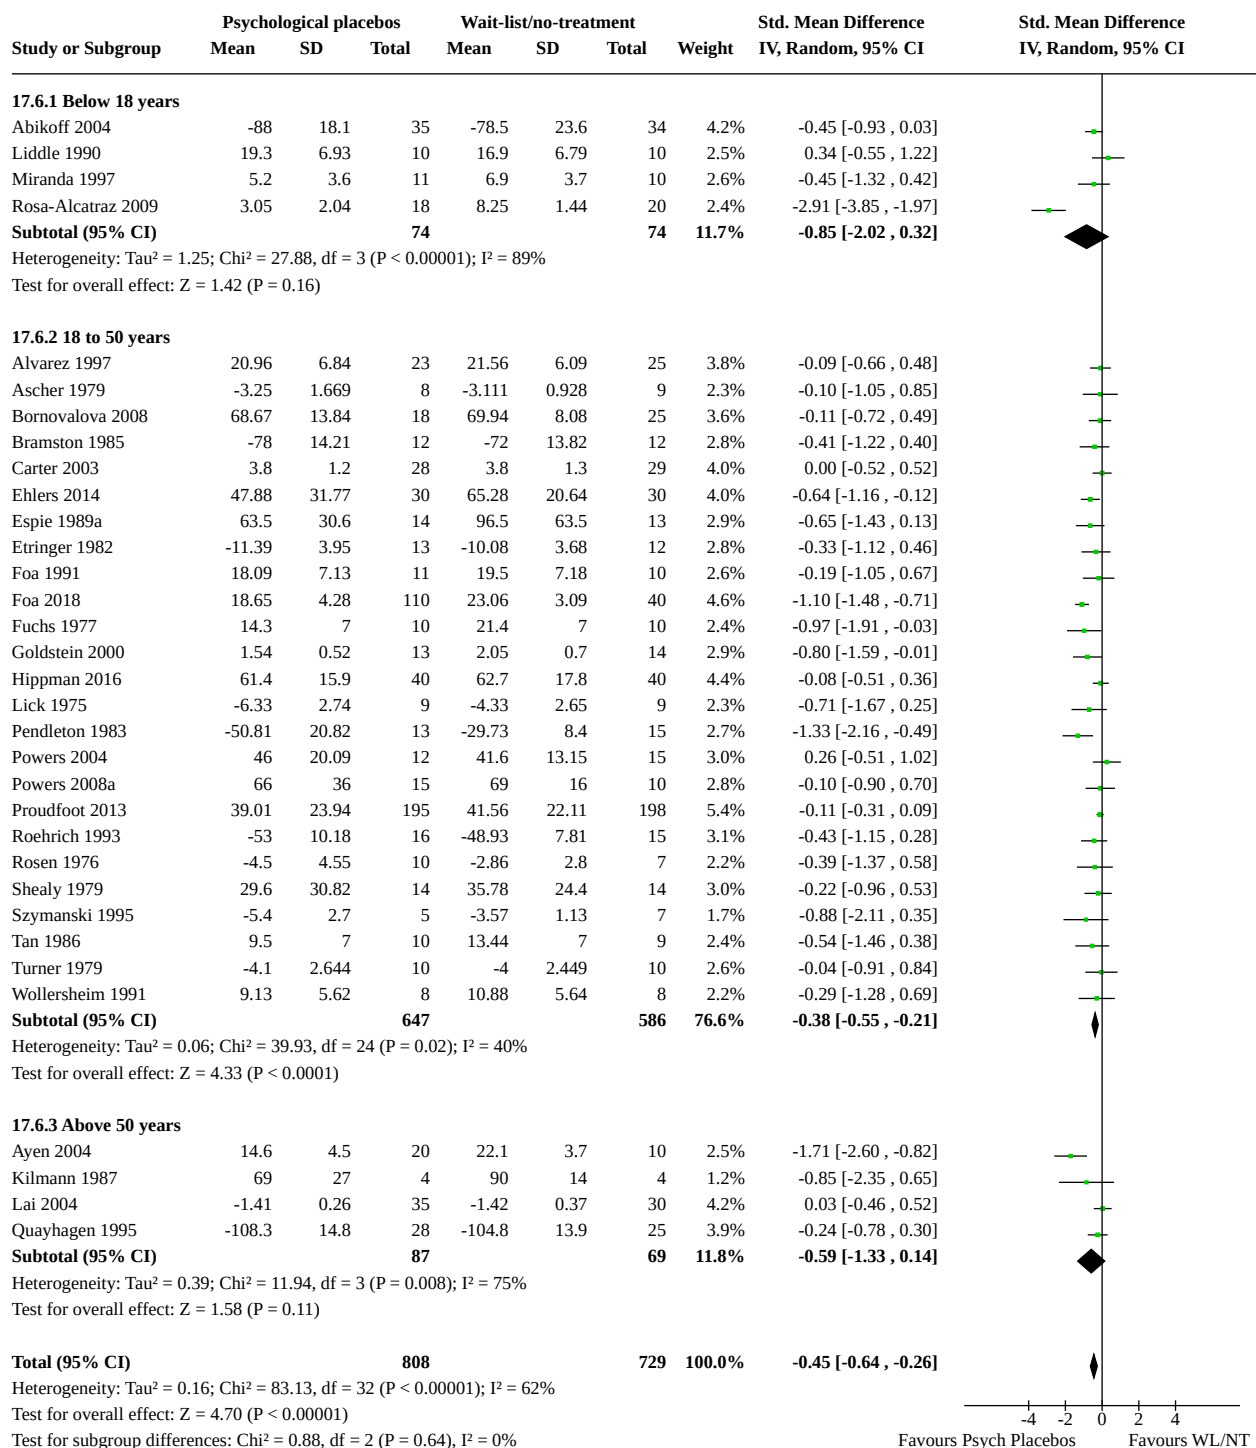 Psychological placebos Wait-list/no-treatment Std. Mean Difference Std. Mean Difference
Study or Subgroup Mean SD Total Mean SD Total Weight IV, Random, 95% CI IV, Random, 95% CI
17.6.1 Below 18 years
Abikoff 2004 -88 18.1 35 -78.5 23.6 34 4.2% -0.45 [-0.93 , 0.03]
Liddle 1990 19.3 6.93 10 16.9 6.79 10 2.5% 0.34 [-0.55 , 1.22]
Miranda 1997 5.2 3.6 11 6.9 3.7 10 2.6% -0.45 [-1.32 , 0.42]
Rosa-Alcatraz 2009 3.05 2.04 18 8.25 1.44 20 2.4% -2.91 [-3.85 , -1.97]
Subtotal (95% CI) 74 74 11.7% -0.85 [-2.02 , 0.32]
Heterogeneity: Tau² = 1.25; Chi² = 27.88, df = 3 (P < 0.00001); I² = 89%
Test for overall effect: Z = 1.42 (P = 0.16)
17.6.2 18 to 50 years
Alvarez 1997 20.96 6.84 23 21.56 6.09 25 3.8% -0.09 [-0.66 , 0.48]
Ascher 1979 -3.25 1.669 8 -3.111 0.928 9 2.3% -0.10 [-1.05 , 0.85]
Bornovalova 2008 68.67 13.84 18 69.94 8.08 25 3.6% -0.11 [-0.72 , 0.49]
Bramston 1985 -78 14.21 12 -72 13.82 12 2.8% -0.41 [-1.22 , 0.40]
Carter 2003 3.8 1.2 28 3.8 1.3 29 4.0% 0.00 [-0.52 , 0.52]
Ehlers 2014 47.88 31.77 30 65.28 20.64 30 4.0% -0.64 [-1.16 , -0.12]
Espie 1989a 63.5 30.6 14 96.5 63.5 13 2.9% -0.65 [-1.43 , 0.13]
Etringer 1982 -11.39 3.95 13 -10.08 3.68 12 2.8% -0.33 [-1.12 , 0.46]
Foa 1991 18.09 7.13 11 19.5 7.18 10 2.6% -0.19 [-1.05 , 0.67]
Foa 2018 18.65 4.28 110 23.06 3.09 40 4.6% -1.10 [-1.48 , -0.71]
Fuchs 1977 14.3 7 10 21.4 7 10 2.4% -0.97 [-1.91 , -0.03]
Goldstein 2000 1.54 0.52 13 2.05 0.7 14 2.9% -0.80 [-1.59 , -0.01]
Hippman 2016 61.4 15.9 40 62.7 17.8 40 4.4% -0.08 [-0.51 , 0.36]
Lick 1975 -6.33 2.74 9 -4.33 2.65 9 2.3% -0.71 [-1.67 , 0.25]
Pendleton 1983 -50.81 20.82 13 -29.73 8.4 15 2.7% -1.33 [-2.16 , -0.49]
Powers 2004 46 20.09 12 41.6 13.15 15 3.0% 0.26 [-0.51 , 1.02]
Powers 2008a 66 36 15 69 16 10 2.8% -0.10 [-0.90 , 0.70]
Proudfoot 2013 39.01 23.94 195 41.56 22.11 198 5.4% -0.11 [-0.31 , 0.09]
Roehrich 1993 -53 10.18 16 -48.93 7.81 15 3.1% -0.43 [-1.15 , 0.28]
Rosen 1976 -4.5 4.55 10 -2.86 2.8 7 2.2% -0.39 [-1.37 , 0.58]
Shealy 1979 29.6 30.82 14 35.78 24.4 14 3.0% -0.22 [-0.96 , 0.53]
Szymanski 1995 -5.4 2.7 5 -3.57 1.13 7 1.7% -0.88 [-2.11 , 0.35]
Tan 1986 9.5 7 10 13.44 7 9 2.4% -0.54 [-1.46 , 0.38]
Turner 1979 -4.1 2.644 10 -4 2.449 10 2.6% -0.04 [-0.91 , 0.84]
Wollersheim 1991 9.13 5.62 8 10.88 5.64 8 2.2% -0.29 [-1.28 , 0.69]
Subtotal (95% CI) 647 586 76.6% -0.38 [-0.55 , -0.21]
Heterogeneity: Tau² = 0.06; Chi² = 39.93, df = 24 (P = 0.02); I² = 40%
Test for overall effect: Z = 4.33 (P < 0.0001)
17.6.3 Above 50 years
Ayen 2004 14.6 4.5 20 22.1 3.7 10 2.5% -1.71 [-2.60 , -0.82]
Kilmann 1987 69 27 4 90 14 4 1.2% -0.85 [-2.35 , 0.65]
Lai 2004 -1.41 0.26 35 -1.42 0.37 30 4.2% 0.03 [-0.46 , 0.52]
Quayhagen 1995 -108.3 14.8 28 -104.8 13.9 25 3.9% -0.24 [-0.78 , 0.30]
Subtotal (95% CI) 87 69 11.8% -0.59 [-1.33 , 0.14]
Heterogeneity: Tau² = 0.39; Chi² = 11.94, df = 3 (P = 0.008); I² = 75%
Test for overall effect: Z = 1.58 (P = 0.11)
Total (95% CI) 808 729 100.0% -0.45 [-0.64 , -0.26]
Heterogeneity: Tau² = 0.16; Chi² = 83.13, df = 32 (P < 0.00001); I² = 62%
Test for overall effect: Z = 4.70 (P < 0.00001)
-4 -2 0 2 4
Test for subgroup differences: Chi² = 0.88, df = 2 (P = 0.64), I² = 0% Favours Psych Placebos Favours WL/NT